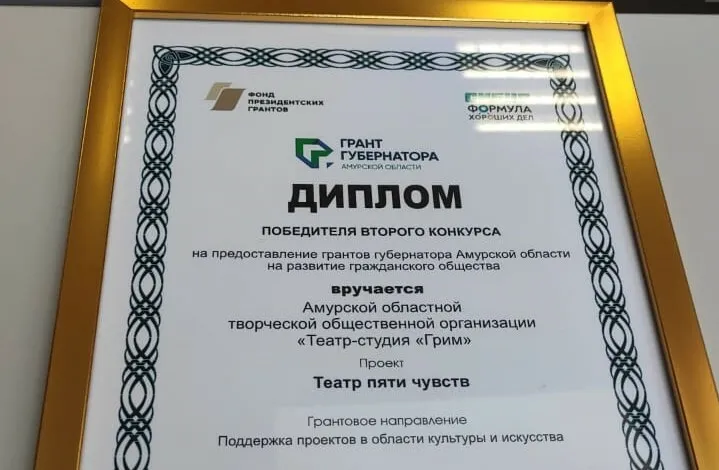 ФОНД
ПРЕЗИДЕНТСКИХ
ГРАНТОВ
СИБУР
ФОРМУЛА
ХОРОШИХ ДЕЛ
ГРАНТ
ГУБЕРНАТОРА
АМУРСКОЙ ОБЛАСТИ
ДИПЛОМ
ПОБЕДИТЕЛЯ ВТОРОГО КОНКУРСА
на предоставление грантов губернатора Амурской области
на развитие гражданского общества
вручается
Амурской областной
творческой общественной организации
«Театр-студия «Грим»
Проект
Театр пяти чувств
Грантовое направление
Поддержка проектов в области культуры и искусства